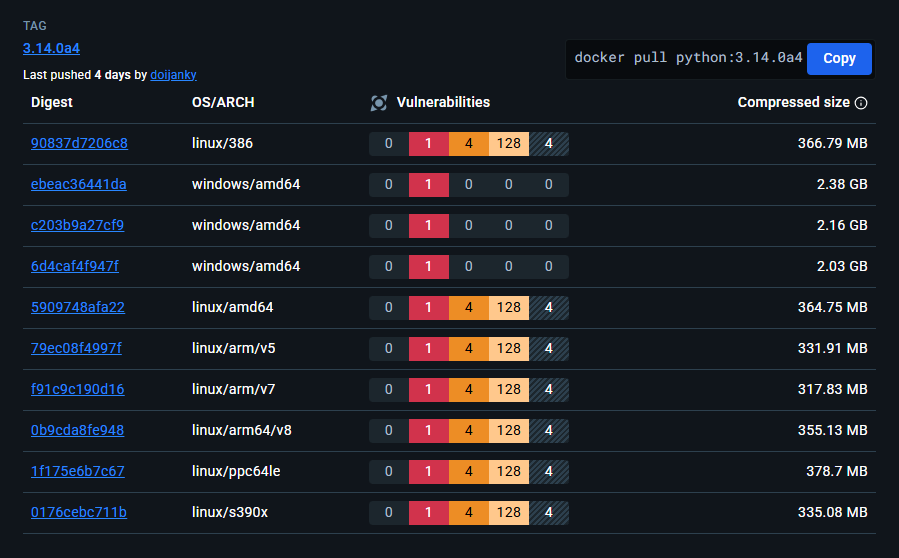 TAG
3.14.0a4
docker pull python:3.14.0a4 Copy
Last pushed 4 days by doijanky
Digest OS/ARCH Vulnerabilities Compressed size
90837d7206c8 linux/386 0 1 4 128 4 366.79 MB
ebeac36441da windows/amd64 0 1 0 0 0 2.38 GB
c203b9a27cf9 windows/amd64 0 1 0 0 0 2.16 GB
6d4caf4f947f windows/amd64 0 1 0 0 0 2.03 GB
5909748afa22 linux/amd64 0 1 4 128 4 364.75 MB
79ec08f4997f linux/arm/v5 0 1 4 128 4 331.91 MB
f91c9c190d16 linux/arm/v7 0 1 4 128 4 317.83 MB
0b9cda8fe948 linux/arm64/v8 0 1 4 128 4 355.13 MB
1f175e6b7c67 linux/ppc64le 0 1 4 128 4 378.7 MB
0176cebc711b linux/s390x 0 1 4 128 4 335.08 MB